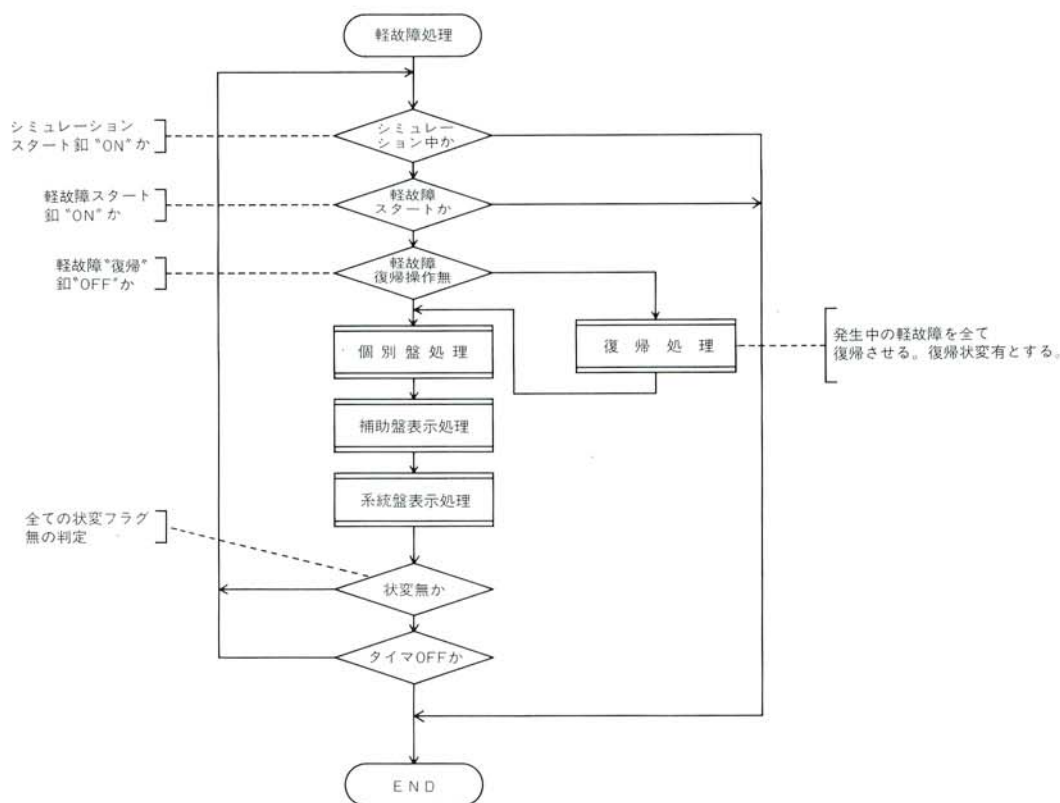 軽故障処理
シミュレーション
スタート釦“ON”か
シミュレー
ション中か
軽故障スタート
釦“ON”か
軽故障
スタートか
軽故障“復帰”
釦“OFF”か
軽故障
復帰操作無
個別盤処理
復帰処理
発生中の軽故障を全て
復帰させる。復帰状変有とする。
補助盤表示処理
系統盤表示処理
全ての状変フラグ
無の判定
状変無か
タイマOFFか
END